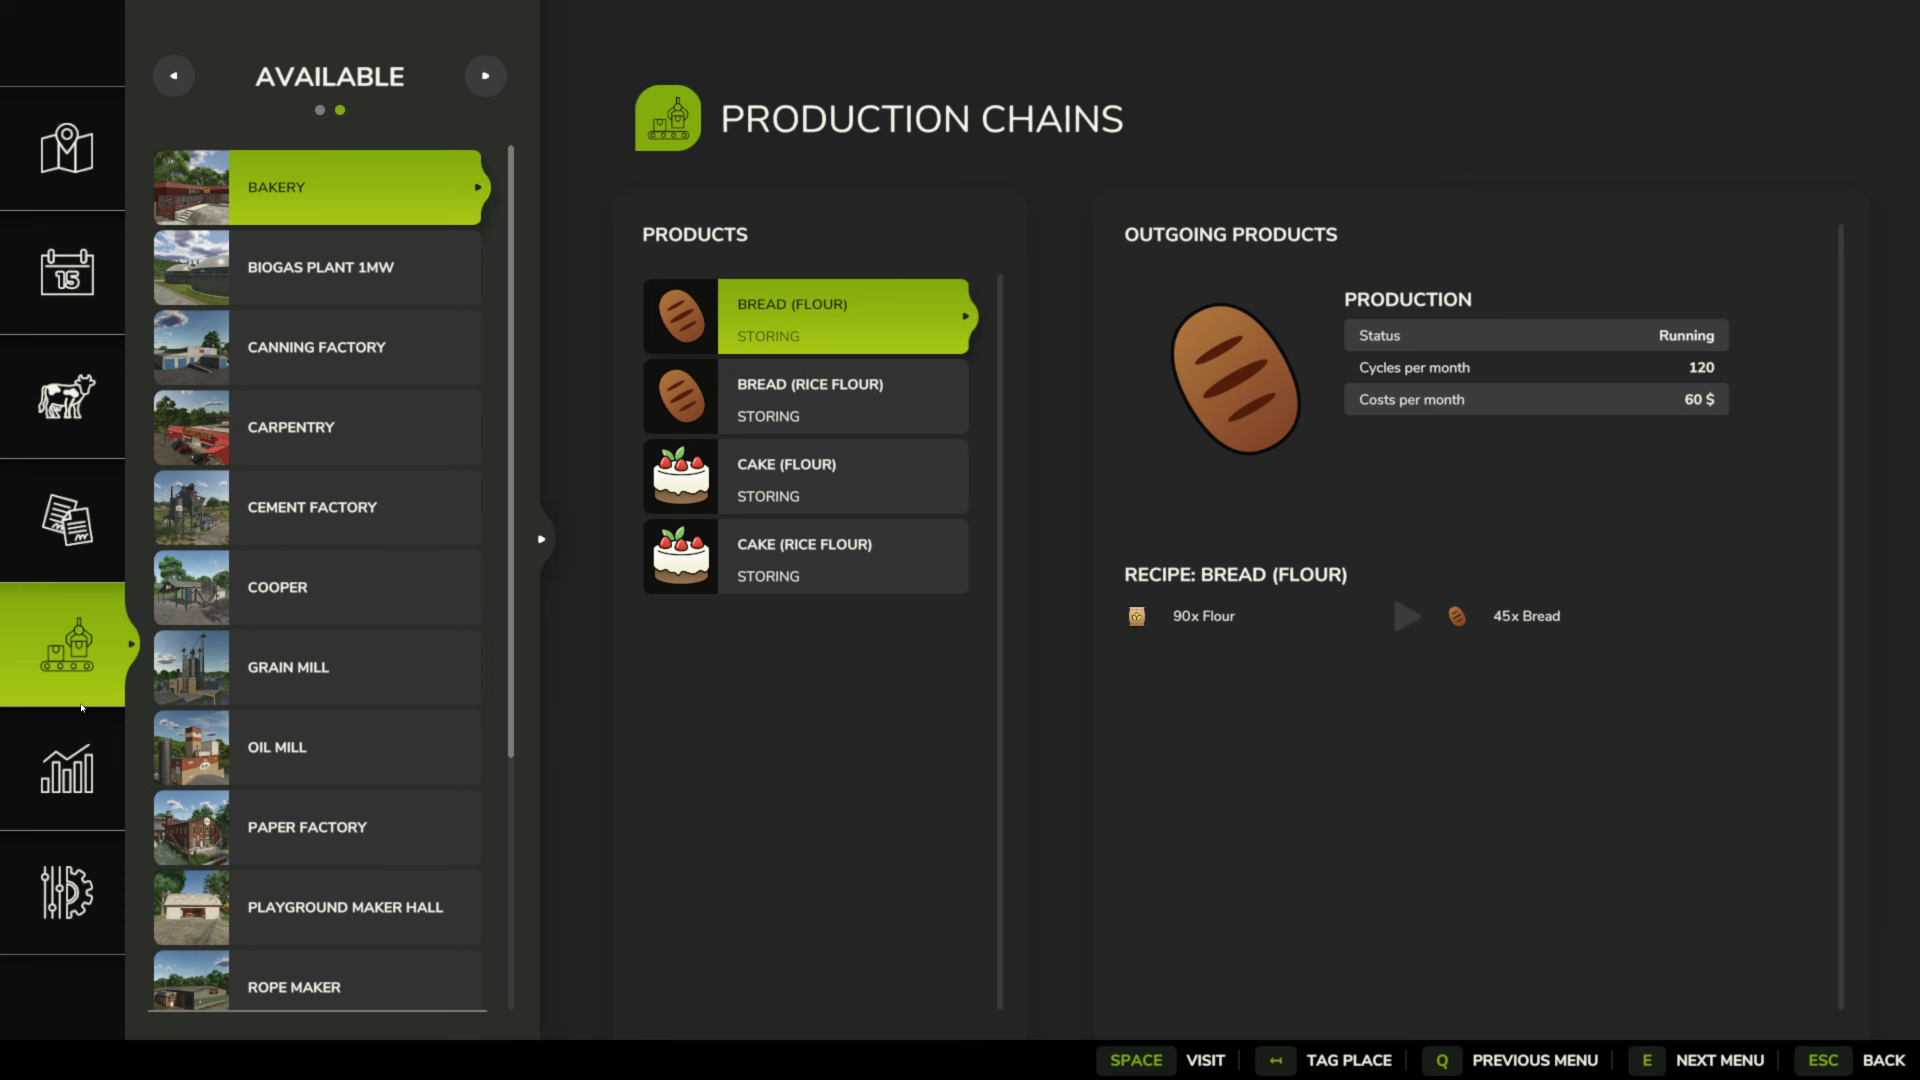 AVAILABLE
BAKERY
BIOGAS PLANT 1MW
CANNING FACTORY
CARPENTRY
CEMENT FACTORY
COOPER
GRAIN MILL
OIL MILL
PAPER FACTORY
PLAYGROUND MAKER HALL
ROPE MAKER
15
PRODUCTION CHAINS
PRODUCTS
BREAD (FLOUR)
STORING
BREAD (RICE FLOUR)
STORING
CAKE (FLOUR)
STORING
CAKE (RICE FLOUR)
STORING
OUTGOING PRODUCTS
PRODUCTION
Status Running
Cycles per month 120
Costs per month 60 $
RECIPE: BREAD (FLOUR)
90x Flour 45x Bread
SPACE VISIT TAG PLACE Q PREVIOUS MENU E NEXT MENU ESC BACK